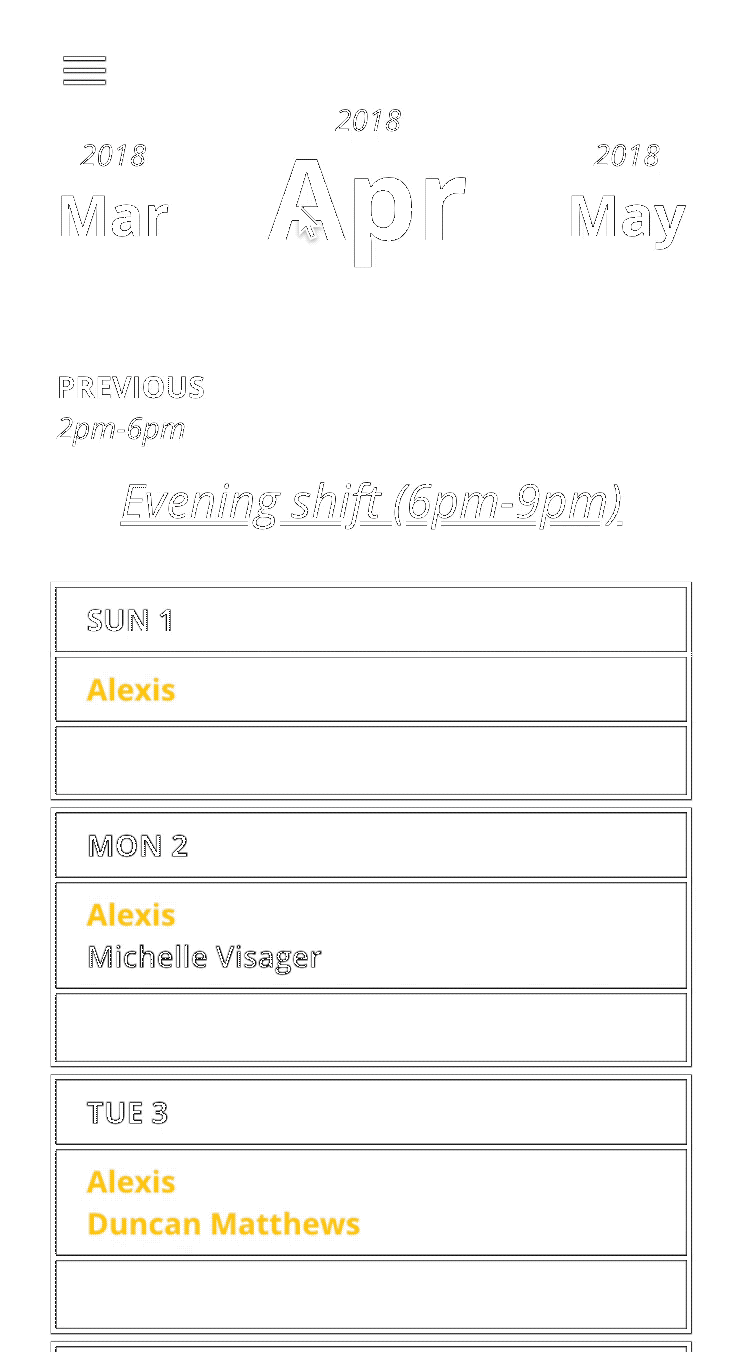 2018
2018
2018
Mar
Apr
May
PREVIOUS
2pm-6pm
Evening shift (6pm-9pm)
SUN 1
Alexis
MON 2
Alexis
Michelle Visager
TUE 3
Alexis
Duncan Matthews